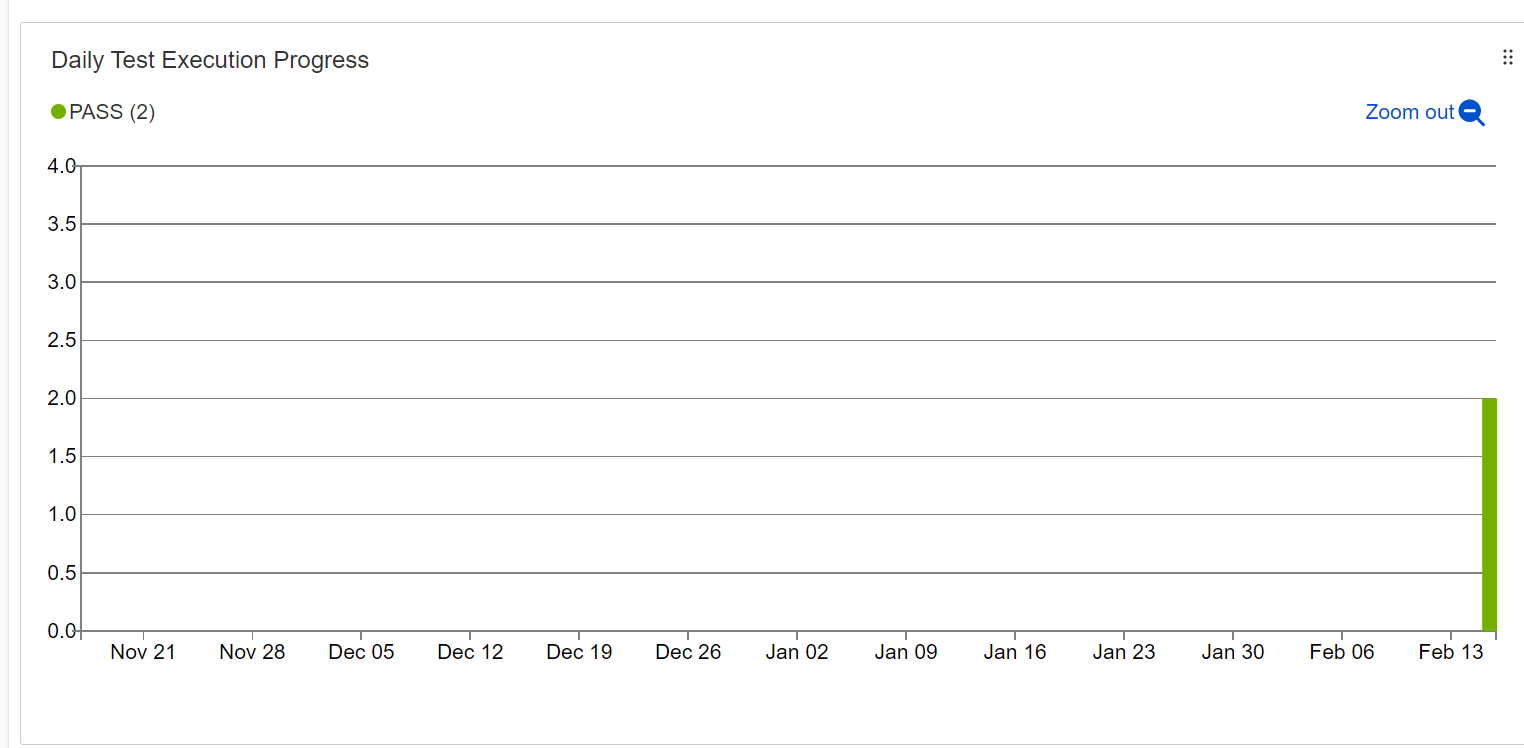 Daily Test Execution Progress
PASS (2)
Zoom out
4.0
3.5
3.0
2.5
2.0
1.5
1.0
0.5
0.0
Nov 21 Nov 28 Dec 05 Dec 12 Dec 19 Dec 26 Jan 02 Jan 09 Jan 16 Jan 23 Jan 30 Feb 06 Feb 13